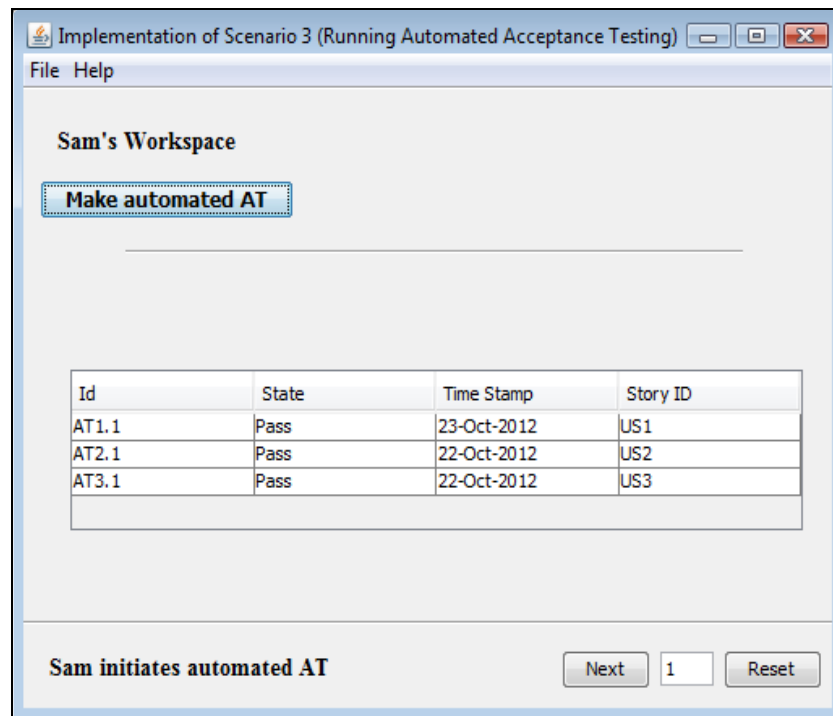 Implementation of Scenario 3 (Running Automated Acceptance Testing)
File Help
Sam's Workspace
Make automated AT
Id State Time Stamp Story ID
AT1.1 Pass 23-Oct-2012 US1
AT2.1 Pass 22-Oct-2012 US2
AT3.1 Pass 22-Oct-2012 US3
Sam initiates automated AT Next 1 Reset